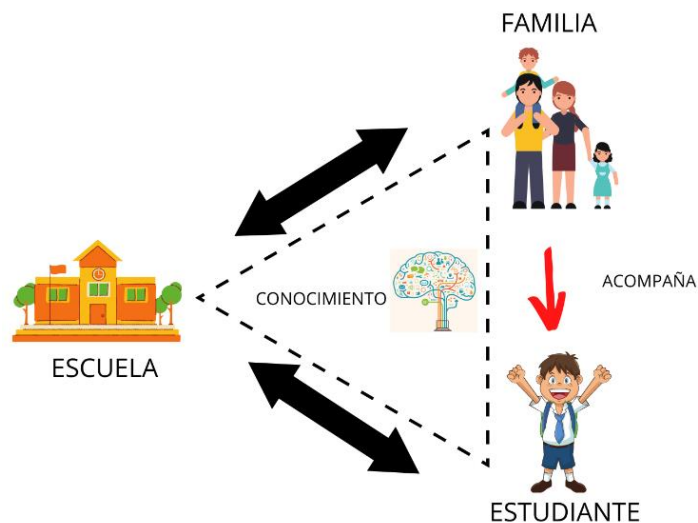 FAMILIA
ACOMPAÑA
CONOCIMIENTO
ESCUELA
ESTUDIANTE